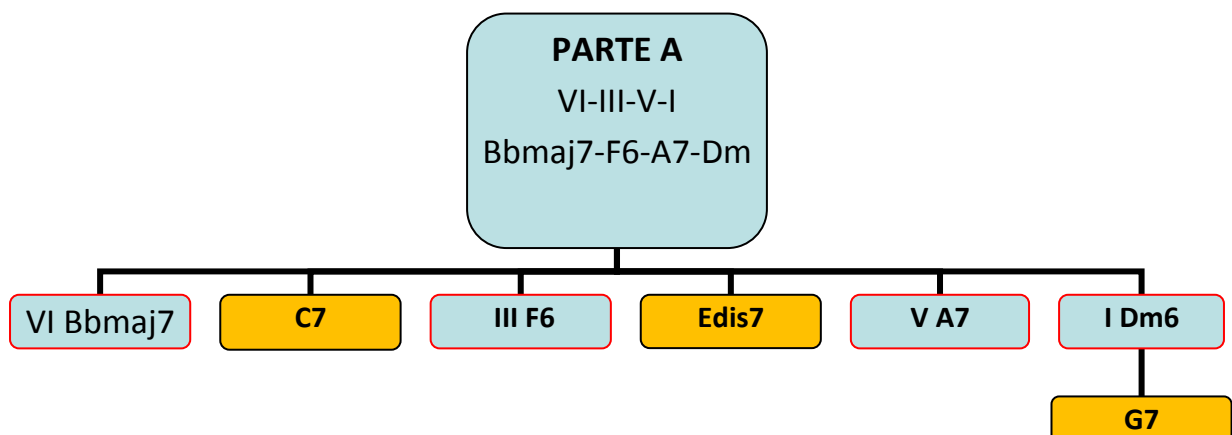 PARTE A
VI-III-V-I
Bbmaj7-F6-A7-Dm
VI Bbmaj7
C7
III F6
Edis7
V A7
I Dm6
G7